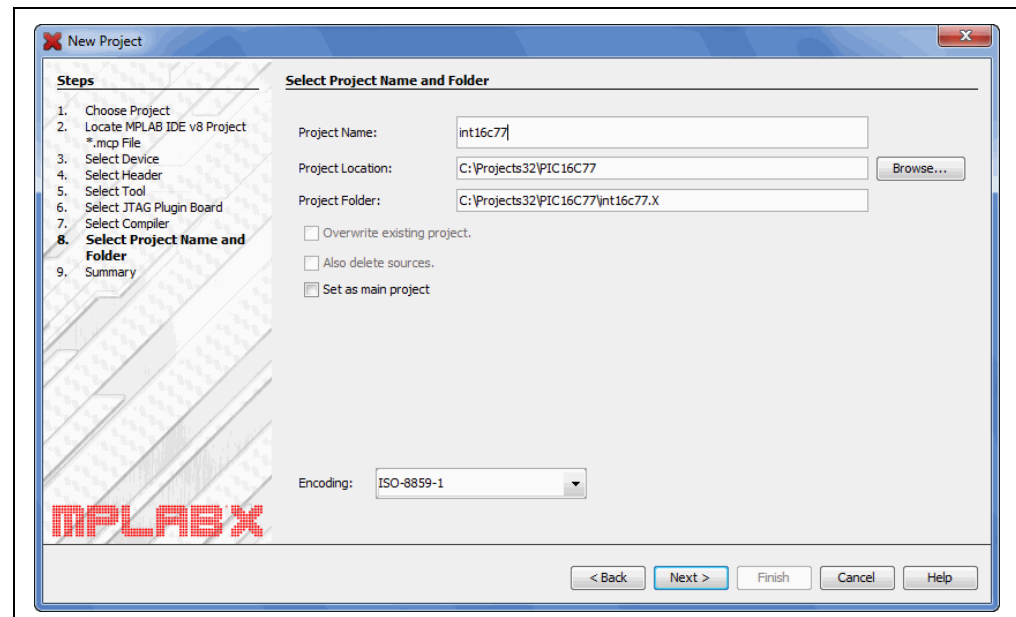 New Project
Steps
1. Choose Project
2. Locate MPLAB IDE v8 Project
*.mcp File
3. Select Device
4. Select Header
5. Select Tool
6. Select JTAG Plugin Board
7. Select Compiler
8. Select Project Name and
Folder
9. Summary
MPLAB X
Select Project Name and Folder
Project Name: int16c77
Project Location: C:\Projects32\PIC16C77 Browse...
Project Folder: C:\Projects32\PIC16C77\int16c77.X
Overwrite existing project.
Also delete sources.
Set as main project
Encoding: ISO-8859-1
< Back Next > Finish Cancel Help